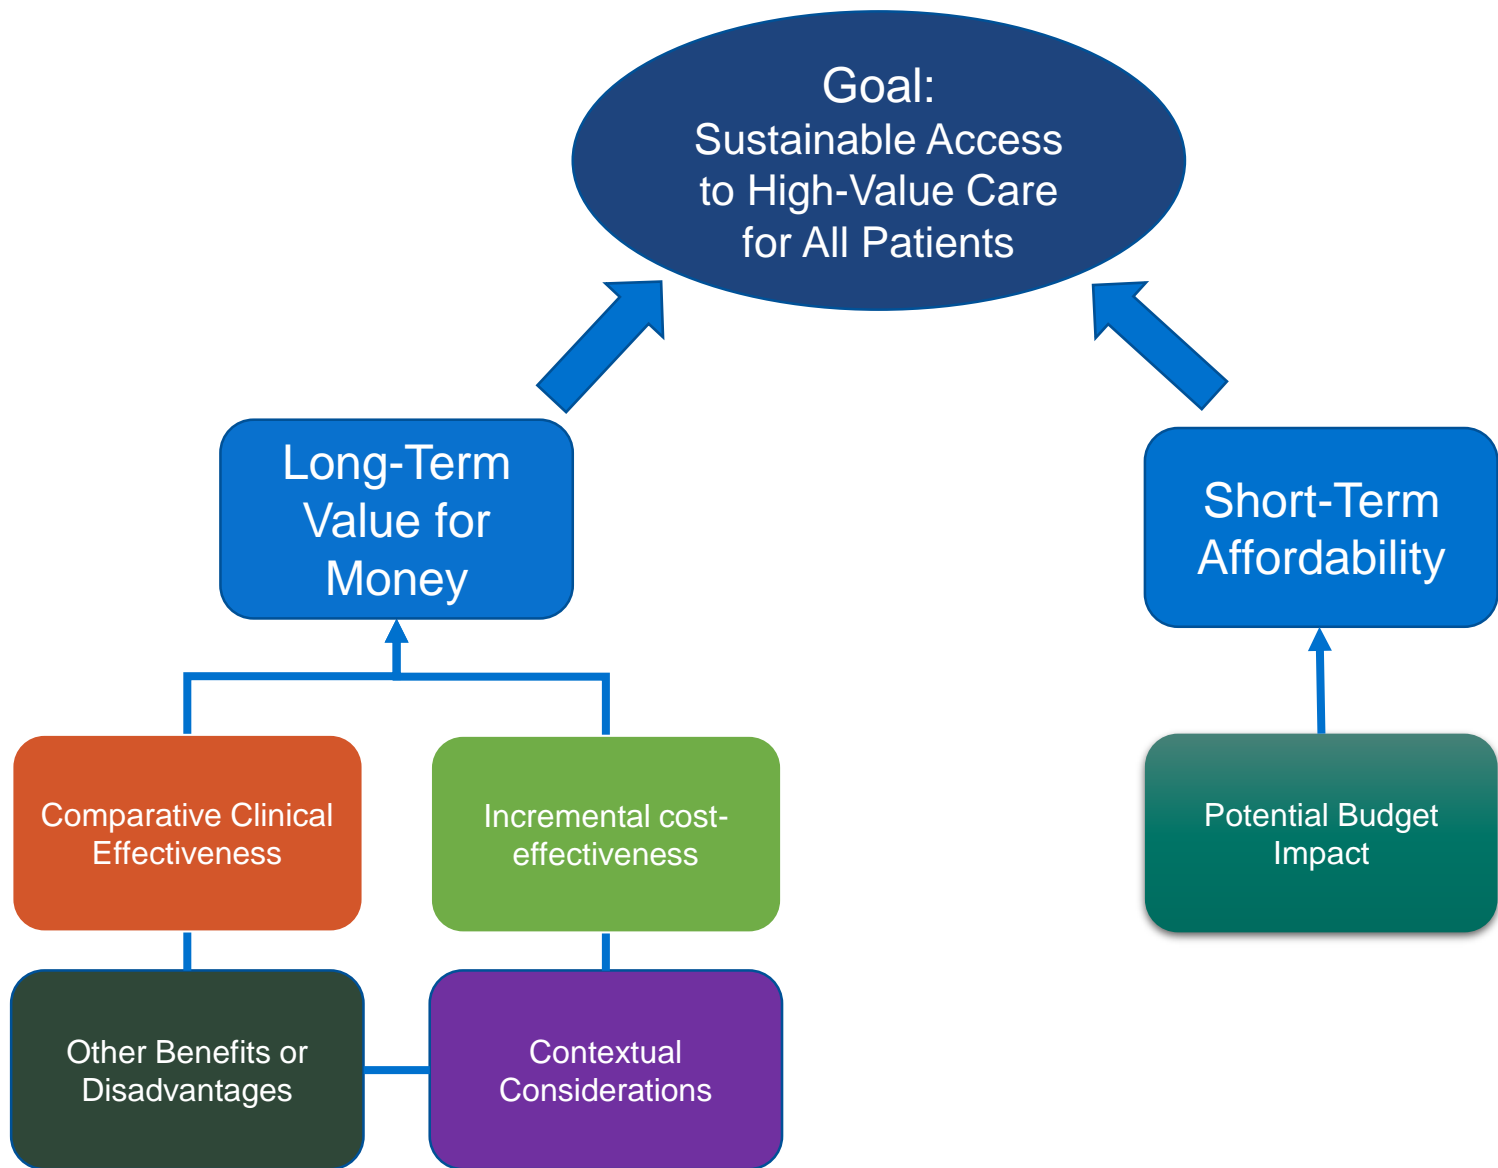 Goal:
Sustainable Access
to High-Value Care
for All Patients
Long-Term
Value for
Money
Short-Term
Affordability
Comparative Clinical
Effectiveness
Incremental cost-
effectiveness
Potential Budget
Impact
Other Benefits or
Disadvantages
Contextual
Considerations